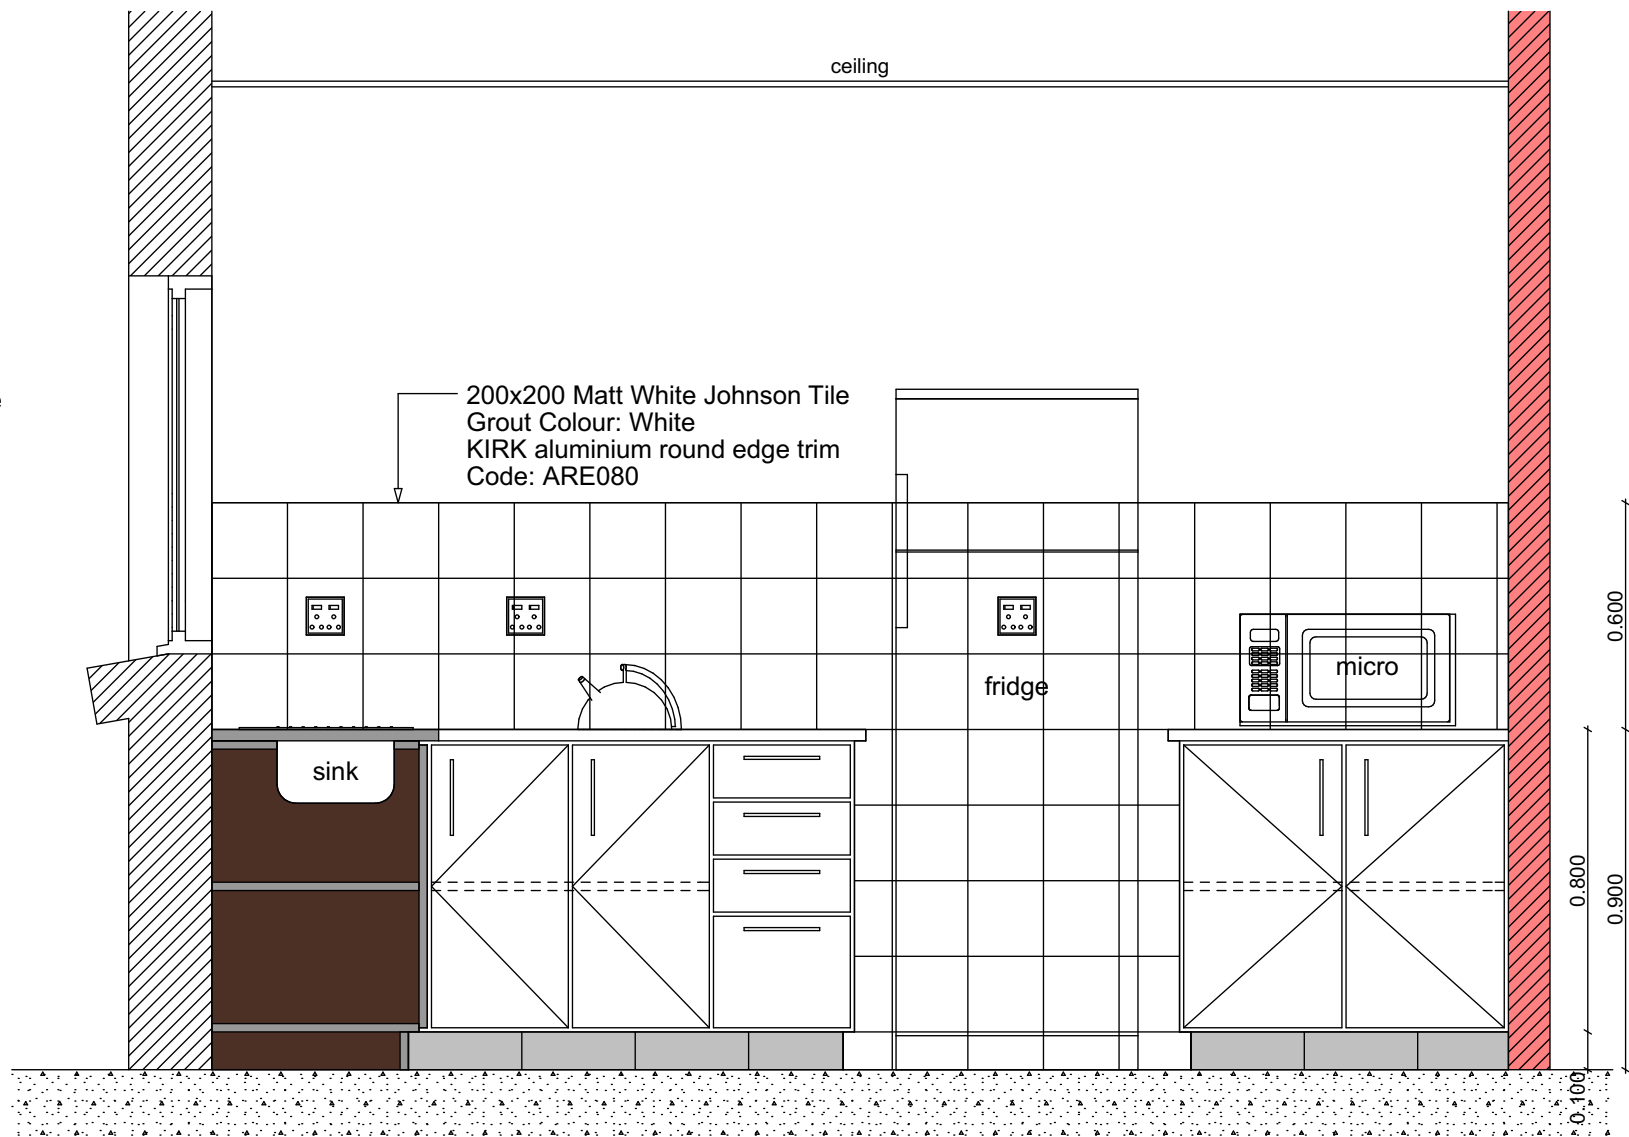 ceiling
200x200 Matt White Johnson Tile
Grout Colour: White
KIRK aluminium round edge trim
Code: ARE080
fridge
micro
sink
0.600
0.800
0.900
0.100